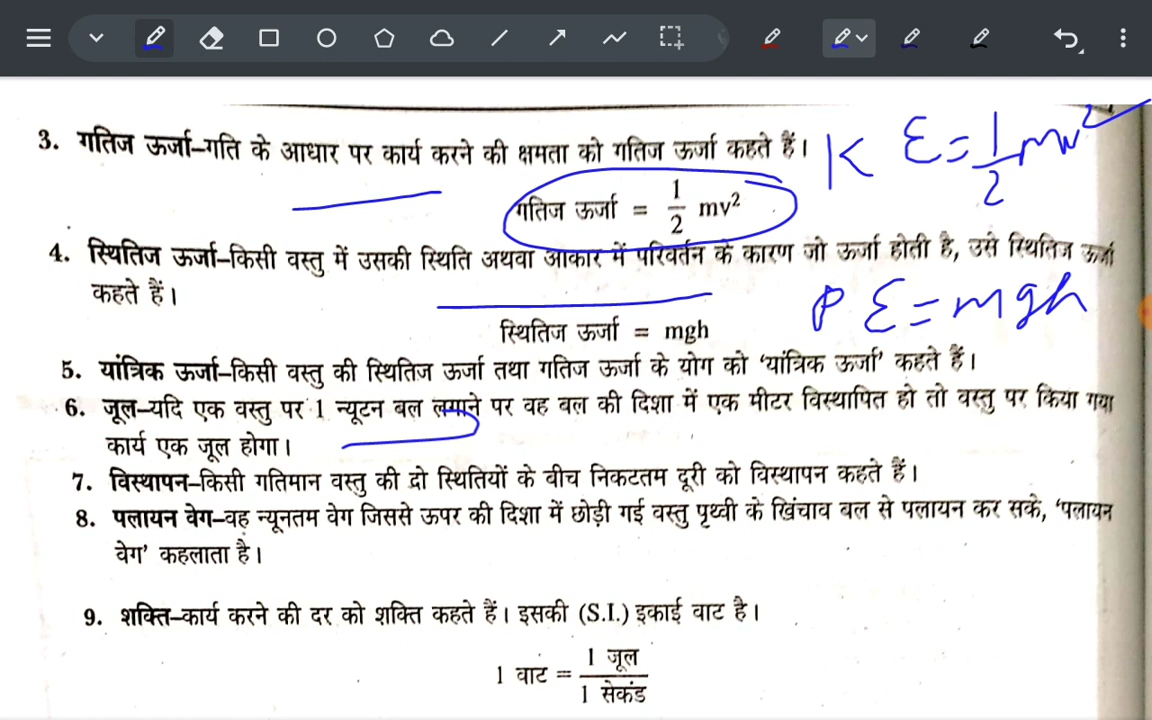 3. गतिज ऊर्जा–गति के आधार पर कार्य करने की क्षमता को गतिज ऊर्जा कहते हैं। K E = 1/2 mv²
गतिज ऊर्जा = 1/2 mv²
4. स्थितिज ऊर्जा–किसी वस्तु में उसकी स्थिति अथवा आकार में परिवर्तन के कारण जो ऊर्जा होती है, उसे स्थितिज ऊर्जा
कहते हैं।
स्थितिज ऊर्जा = mgh P E = mgh
5. यांत्रिक ऊर्जा–किसी वस्तु की स्थितिज ऊर्जा तथा गतिज ऊर्जा के योग को ‘यांत्रिक ऊर्जा’ कहते हैं।
6. जूल–यदि एक वस्तु पर 1 न्यूटन बल लगाने पर वह बल की दिशा में एक मीटर विस्थापित हो तो वस्तु पर किया गया
कार्य एक जूल होगा।
7. विस्थापन–किसी गतिमान वस्तु की दो स्थितियों के बीच निकटतम दूरी को विस्थापन कहते हैं।
8. पलायन वेग–वह न्यूनतम वेग जिससे ऊपर की दिशा में छोड़ी गई वस्तु पृथ्वी के खिंचाव बल से पलायन कर सके, ‘पलायन
वेग’ कहलाता है।
9. शक्ति–कार्य करने की दर को शक्ति कहते हैं। इसकी (S.I.) इकाई वाट है।
1 वाट = 1 जूल / 1 सेकंड